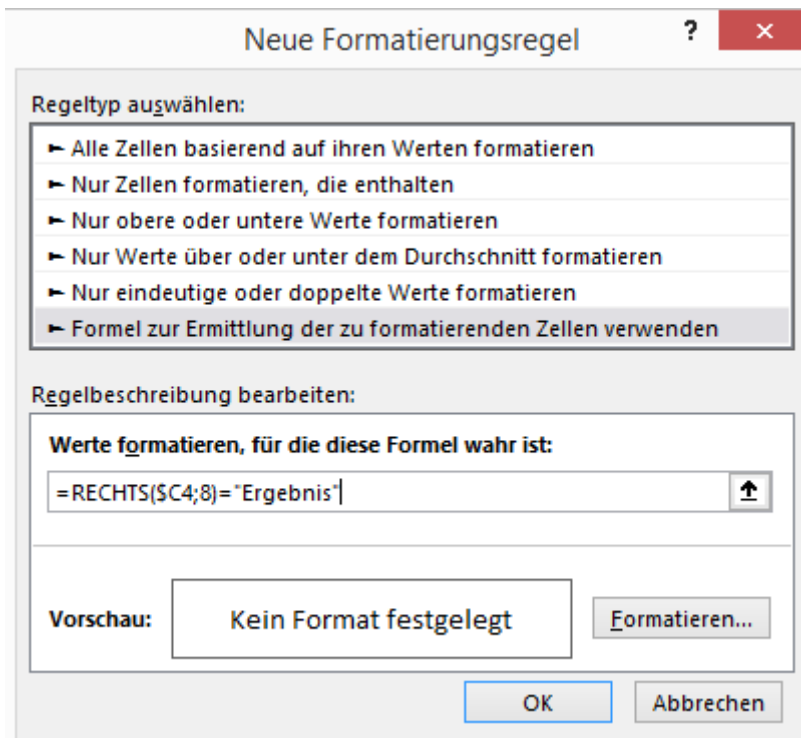 Neue Formatierungsregel ? ×
Regeltyp auswählen:
► Alle Zellen basierend auf ihren Werten formatieren
► Nur Zellen formatieren, die enthalten
► Nur obere oder untere Werte formatieren
► Nur Werte über oder unter dem Durchschnitt formatieren
► Nur eindeutige oder doppelte Werte formatieren
► Formel zur Ermittlung der zu formatierenden Zellen verwenden
Regelbeschreibung bearbeiten:
Werte formatieren, für die diese Formel wahr ist:
=RECHTS($C4;8)="Ergebnis"
Vorschau: Kein Format festgelegt Formatieren...
OK Abbrechen